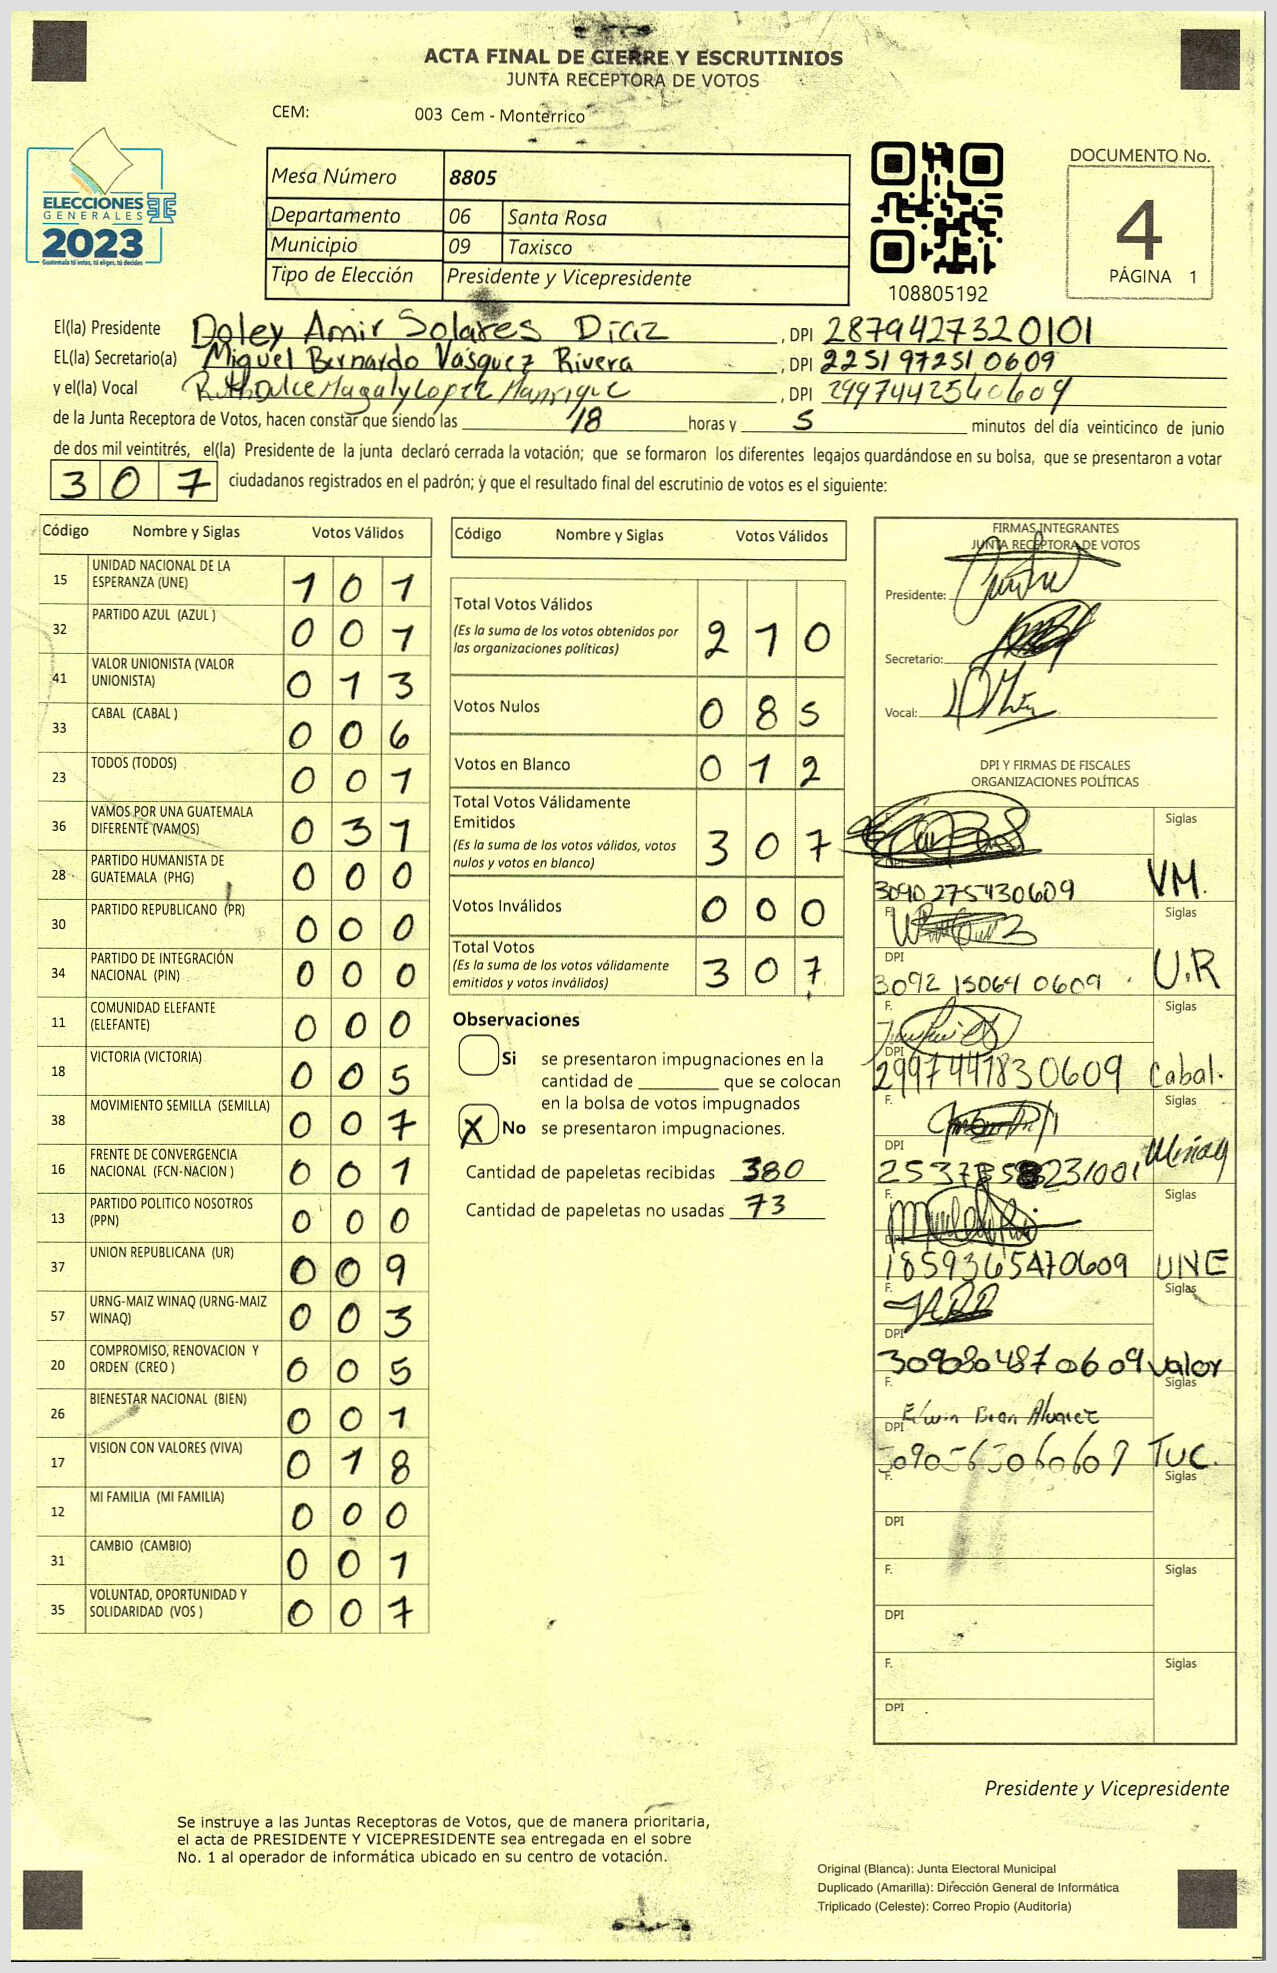 ACTA FINAL DE CIERRE Y ESCRUTINIOS
JUNTA RECEPTORA DE VOTOS
CEM: 003 Cem - Monterrico
ELECCIONES
GENERALES
2023
Guatemala tú votas, tú eliges, tú decides
Mesa Número 8805
Departamento 06 Santa Rosa
Municipio 09 Taxisco
Tipo de Elección Presidente y Vicepresidente
108805192
DOCUMENTO No.
4
PÁGINA 1
El(la) Presidente Doley Amir Solares Díaz , DPI 2879427320101
EL(la) Secretario(a) Miguel Bernardo Vásquez Rivera , DPI 2251972510609
y el(la) Vocal Ruth Dulce Magaly Lopez Manrique , DPI 2997442540609
de la Junta Receptora de Votos, hacen constar que siendo las 18 horas y 5 minutos del día veinticinco de junio
de dos mil veintitrés, el(la) Presidente de la junta declaró cerrada la votación; que se formaron los diferentes legajos guardándose en su bolsa, que se presentaron a votar
307 ciudadanos registrados en el padrón; y que el resultado final del escrutinio de votos es el siguiente:
Código Nombre y Siglas Votos Válidos
15 UNIDAD NACIONAL DE LA ESPERANZA (UNE) 1 0 1
32 PARTIDO AZUL (AZUL ) 0 0 1
41 VALOR UNIONISTA (VALOR UNIONISTA) 0 1 3
33 CABAL (CABAL ) 0 0 6
23 TODOS (TODOS) 0 0 1
36 VAMOS POR UNA GUATEMALA DIFERENTE (VAMOS) 0 3 1
28 PARTIDO HUMANISTA DE GUATEMALA (PHG) 0 0 0
30 PARTIDO REPUBLICANO (PR) 0 0 0
34 PARTIDO DE INTEGRACIÓN NACIONAL (PIN) 0 0 0
11 COMUNIDAD ELEFANTE (ELEFANTE) 0 0 0
18 VICTORIA (VICTORIA) 0 0 5
38 MOVIMIENTO SEMILLA (SEMILLA) 0 0 7
16 FRENTE DE CONVERGENCIA NACIONAL (FCN-NACION ) 0 0 1
13 PARTIDO POLITICO NOSOTROS (PPN) 0 0 0
37 UNION REPUBLICANA (UR) 0 0 9
57 URNG-MAIZ WINAQ (URNG-MAIZ WINAQ) 0 0 3
20 COMPROMISO, RENOVACION Y ORDEN (CREO ) 0 0 5
26 BIENESTAR NACIONAL (BIEN) 0 0 1
17 VISION CON VALORES (VIVA) 0 1 8
12 MI FAMILIA (MI FAMILIA) 0 0 0
31 CAMBIO (CAMBIO) 0 0 1
35 VOLUNTAD, OPORTUNIDAD Y SOLIDARIDAD (VOS ) 0 0 7
Código Nombre y Siglas Votos Válidos
Total Votos Válidos 2 1 0
(Es la suma de los votos obtenidos por
las organizaciones políticas)
Votos Nulos 0 8 5
Votos en Blanco 0 1 2
Total Votos Válidamente
Emitidos 3 0 7
(Es la suma de los votos válidos, votos
nulos y votos en blanco)
Votos Inválidos 0 0 0
Total Votos 3 0 7
(Es la suma de los votos válidamente
emitidos y votos inválidos)
Observaciones
Si se presentaron impugnaciones en la
cantidad de ________ que se colocan
en la bolsa de votos impugnados
X No se presentaron impugnaciones.
Cantidad de papeletas recibidas 380
Cantidad de papeletas no usadas 73
FIRMAS INTEGRANTES
JUNTA RECEPTORA DE VOTOS
Presidente:
Secretario:
Vocal:
DPI Y FIRMAS DE FISCALES
ORGANIZACIONES POLÍTICAS
F. Siglas
DPI 3090275430609 VM.
F. Siglas
DPI 3092 15064 0609 U.R
F. Siglas
DPI 2997441830609 Cabal.
F. Siglas
DPI
F. Siglas
DPI 1859365470609 UNE
F. Siglas
DPI 3090804870609 Valor
F. Siglas
Elwin Bran Alvarez
DPI TUC.
F. Siglas
DPI
F. Siglas
DPI
F. Siglas
DPI
Presidente y Vicepresidente
Se instruye a las Juntas Receptoras de Votos, que de manera prioritaria,
el acta de PRESIDENTE Y VICEPRESIDENTE sea entregada en el sobre
No. 1 al operador de informática ubicado en su centro de votación.
Original (Blanca): Junta Electoral Municipal
Duplicado (Amarilla): Dirección General de Informática
Triplicado (Celeste): Correo Propio (Auditoría)